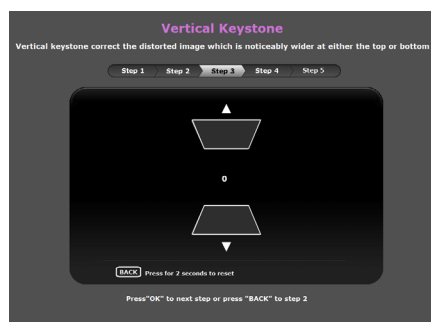 Vertical Keystone
Vertical keystone correct the distorted image which is noticeably wider at either the top or bottom
Step 1 Step 2 Step 3 Step 4 Step 5
0
BACK Press for 2 seconds to reset
Press"OK" to next step or press "BACK" to step 2